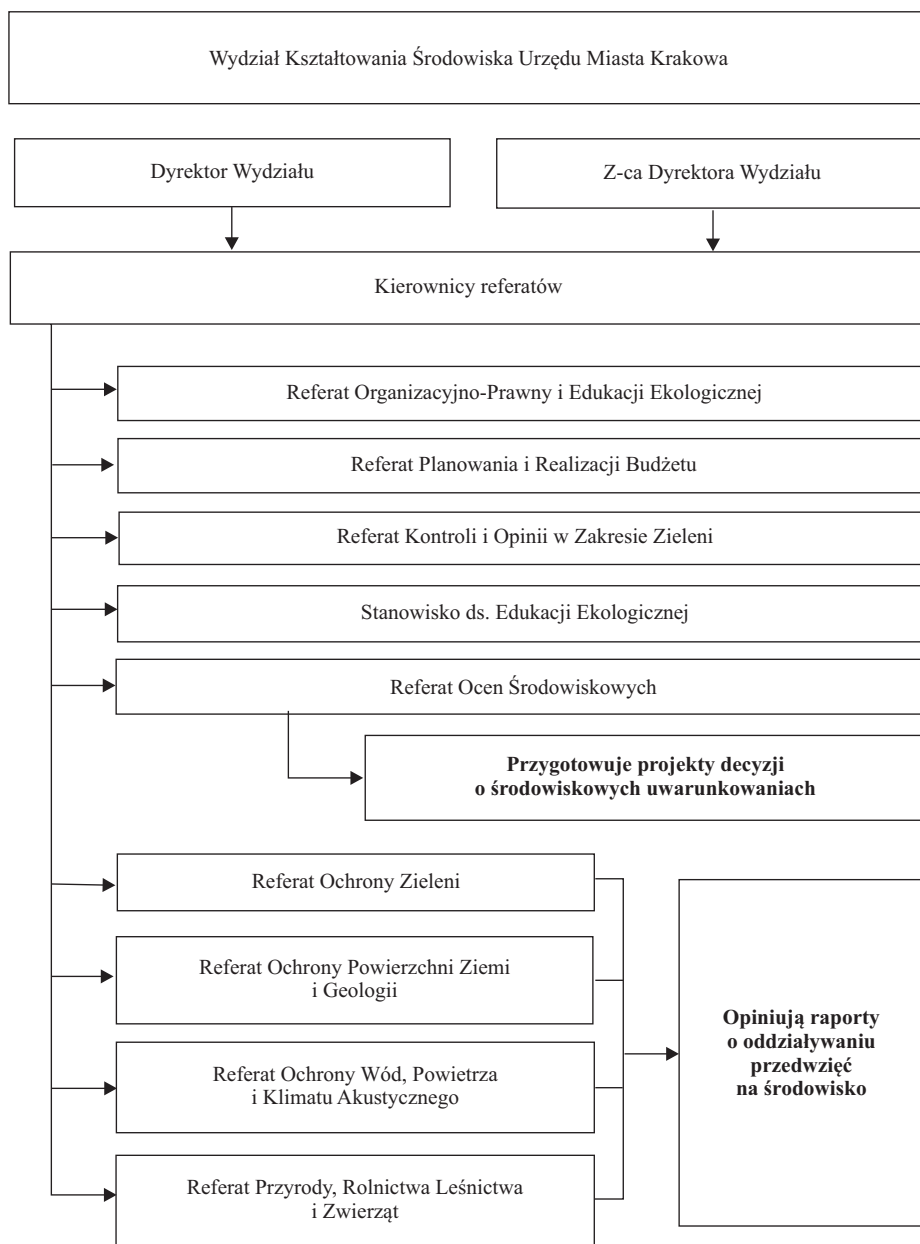 Wydział Kształtowania Środowiska Urzędu Miasta Krakowa
Dyrektor Wydziału
Z-ca Dyrektora Wydziału
Kierownicy referatów
Referat Organizacyjno-Prawny i Edukacji Ekologicznej
Referat Planowania i Realizacji Budżetu
Referat Kontroli i Opinii w Zakresie Zieleni
Stanowisko ds. Edukacji Ekologicznej
Referat Ocen Środowiskowych
Przygotowuje projekty decyzji
o środowiskowych uwarunkowaniach
Referat Ochrony Zieleni
Referat Ochrony Powierzchni Ziemi
i Geologii
Referat Ochrony Wód, Powietrza
i Klimatu Akustycznego
Referat Przyrody, Rolnictwa Leśnictwa
i Zwierząt
Opiniują raporty
o oddziaływaniu
przedwzięć
na środowisko